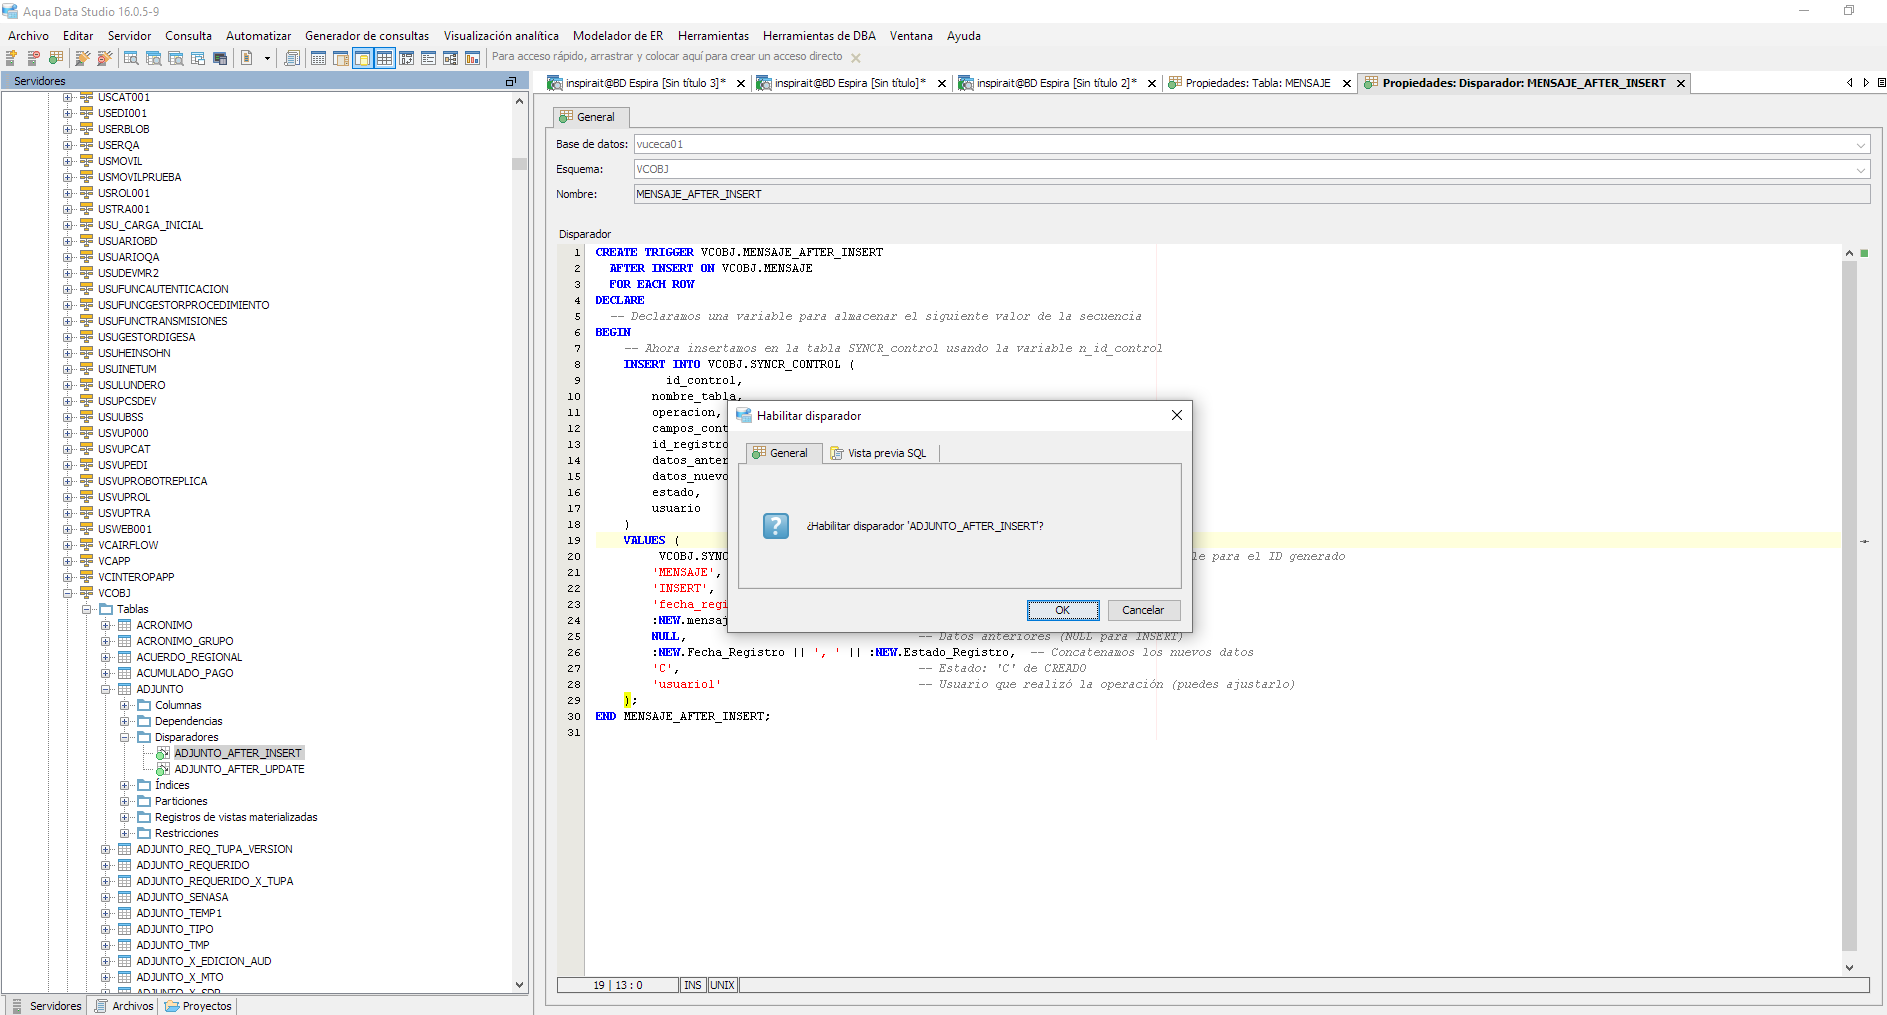 Aqua Data Studio 16.0.5-9
Archivo Editar Servidor Consulta Automatizar Generador de consultas Visualización analítica Modelador de ER Herramientas Herramientas de DBA Ventana Ayuda
Para acceso rápido, arrastrar y colocar aquí para crear un acceso directo
Servidores
USCAT001
USEDI001
USERBLOB
USERQA
USMOVIL
USMOVILPRUEBA
USROL001
USTRA001
USU_CARGA_INICIAL
USUARIOBD
USUARIOQA
USUDEVMR2
USUFUNCAUTENTICACION
USUFUNCGESTORPROCEDIMIENTO
USUFUNCTRANSMISIONES
USUGESTORDIGESA
USUHEINSOHN
USUINETUM
USULUNDERO
USUPCSDEV
USUUBSS
USVUP000
USVUPCAT
USVUPEDI
USVUPROBOTREPLICA
USVUPROL
USVUPTRA
USWEB001
VCAIRFLOW
VCAPP
VCINTEROPAPP
VCOBJ
Tablas
ACRONIMO
ACRONIMO_GRUPO
ACUERDO_REGIONAL
ACUMULADO_PAGO
ADJUNTO
Columnas
Dependencias
Disparadores
ADJUNTO_AFTER_INSERT
ADJUNTO_AFTER_UPDATE
Índices
Particiones
Registros de vistas materializadas
Restricciones
ADJUNTO_REQ_TUPA_VERSION
ADJUNTO_REQUERIDO
ADJUNTO_REQUERIDO_X_TUPA
ADJUNTO_SENASA
ADJUNTO_TEMP1
ADJUNTO_TIPO
ADJUNTO_TMP
ADJUNTO_X_EDICION_AUD
ADJUNTO_X_MTO
ADJUNTO_X_SDR
Servidores Archivos Proyectos
inspirait@BD Espira [Sin título 3]* inspirait@BD Espira [Sin título]* inspirait@BD Espira [Sin título 2]* Propiedades: Tabla: MENSAJE Propiedades: Disparador: MENSAJE_AFTER_INSERT
General
Base de datos: vuceca01
Esquema: VCOBJ
Nombre: MENSAJE_AFTER_INSERT
Disparador
1 CREATE TRIGGER VCOBJ.MENSAJE_AFTER_INSERT
2 AFTER INSERT ON VCOBJ.MENSAJE
3 FOR EACH ROW
4 DECLARE
5 -- Declaramos una variable para almacenar el siguiente valor de la secuencia
6 BEGIN
7 -- Ahora insertamos en la tabla SYNCR_control usando la variable n_id_control
8 INSERT INTO VCOBJ.SYNCR_CONTROL (
9 id_control,
10 nombre_tabla,
11 operacion,
12 campos_cont
13 id_registro
14 datos_anter
15 datos_nuevo
16 estado,
17 usuario
18 )
19 VALUES (
20 VCOBJ.SYNC le para el ID generado
21 'MENSAJE',
22 'INSERT',
23 'fecha_regi
24 :NEW.mensaj
25 NULL, -- Datos anteriores (NULL para INSERT)
26 :NEW.Fecha_Registro || ', ' || :NEW.Estado_Registro, -- Concatenamos los nuevos datos
27 'C', -- Estado: 'C' de CREADO
28 'usuario1' -- Usuario que realizó la operación (puedes ajustarlo)
29 );
30 END MENSAJE_AFTER_INSERT;
31
Habilitar disparador
General Vista previa SQL
¿Habilitar disparador 'ADJUNTO_AFTER_INSERT'?
OK Cancelar
19 | 13 : 0 INS UNIX